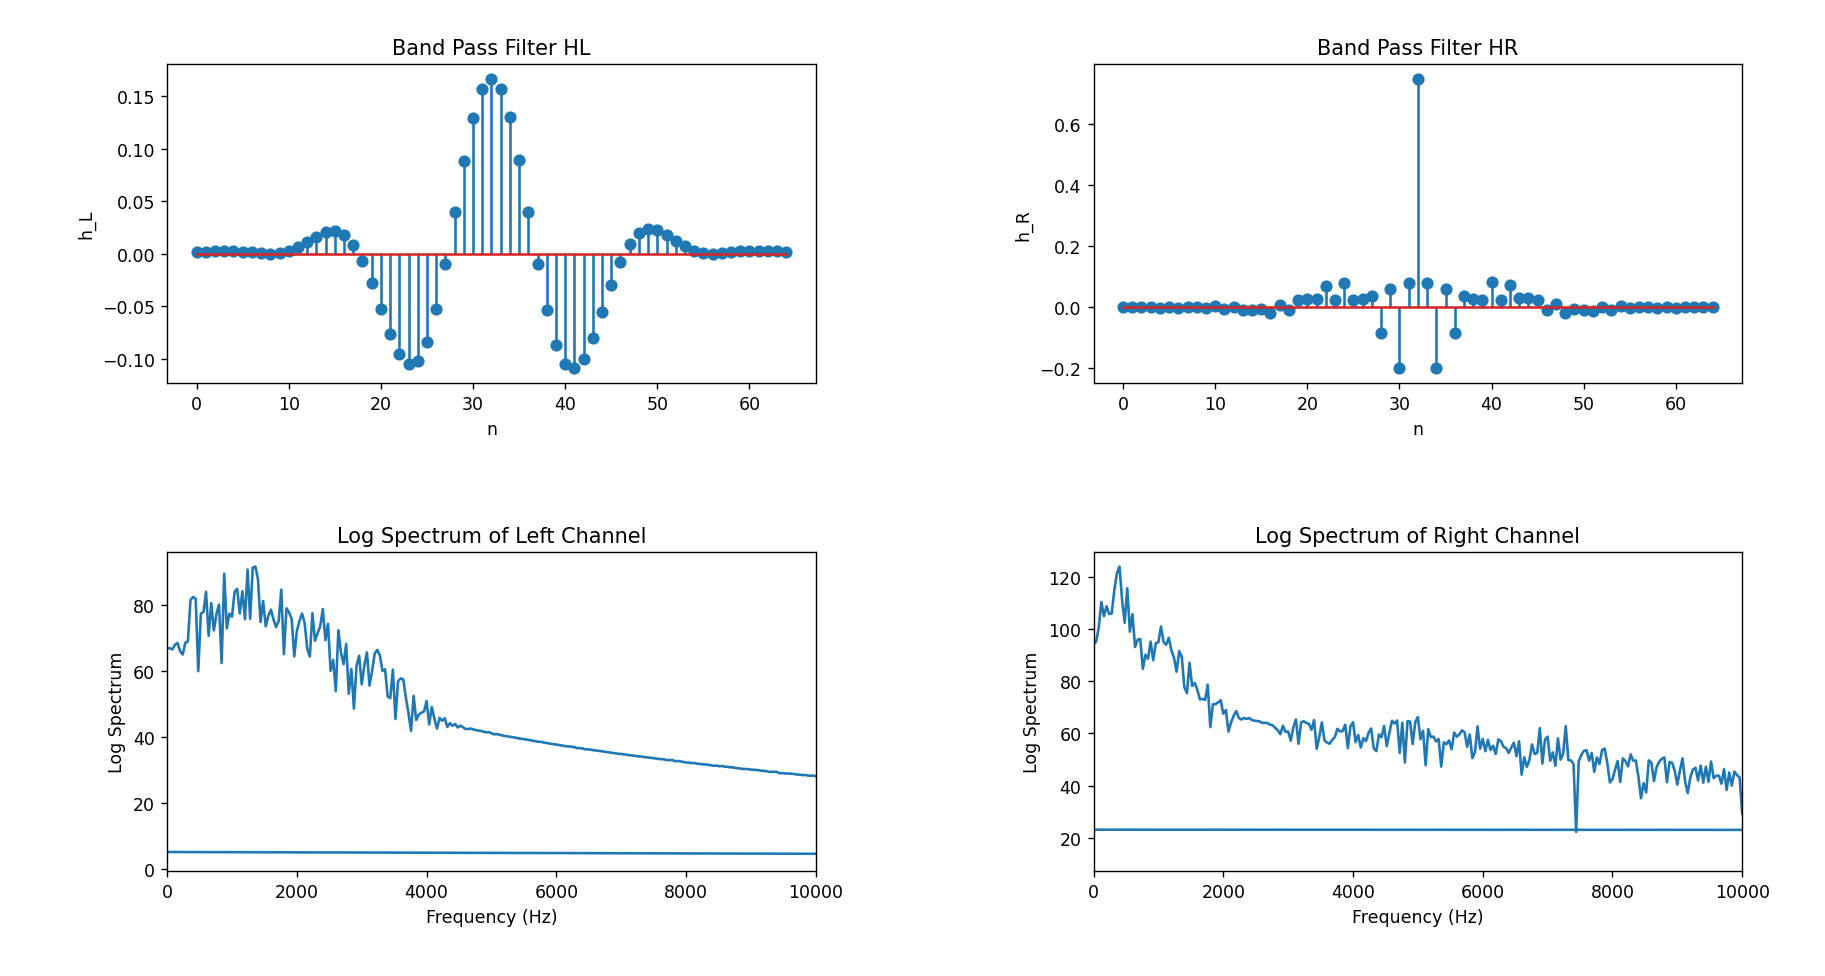 Band Pass Filter HL
h_L
0.15
0.10
0.05
0.00
−0.05
−0.10
0 10 20 30 40 50 60
n
Band Pass Filter HR
h_R
0.6
0.4
0.2
0.0
−0.2
0 10 20 30 40 50 60
n
Log Spectrum of Left Channel
Log Spectrum
80
60
40
20
0
0 2000 4000 6000 8000 10000
Frequency (Hz)
Log Spectrum of Right Channel
Log Spectrum
120
100
80
60
40
20
0 2000 4000 6000 8000 10000
Frequency (Hz)